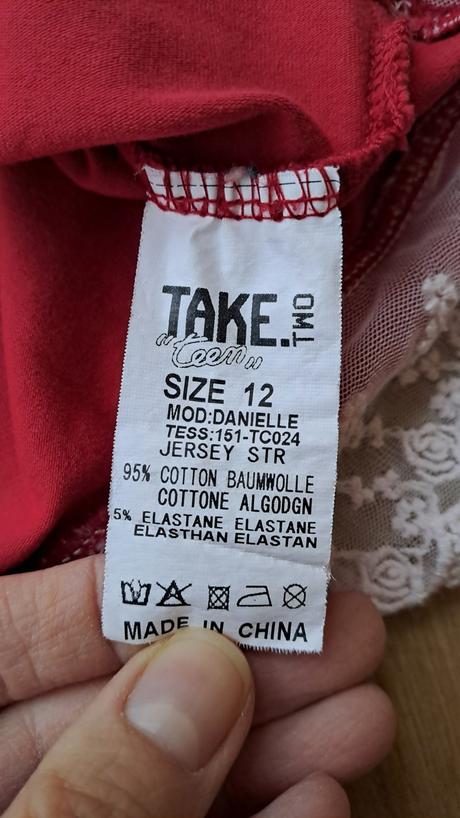 TAKE.TWO
"teen"
SIZE 12
MOD:DANIELLE
TESS:151-TC024
JERSEY STR
95% COTTON BAUMWOLLE
COTTONE ALGODGN
5% ELASTANE ELASTANE
ELASTHAN ELASTAN
MADE IN CHINA